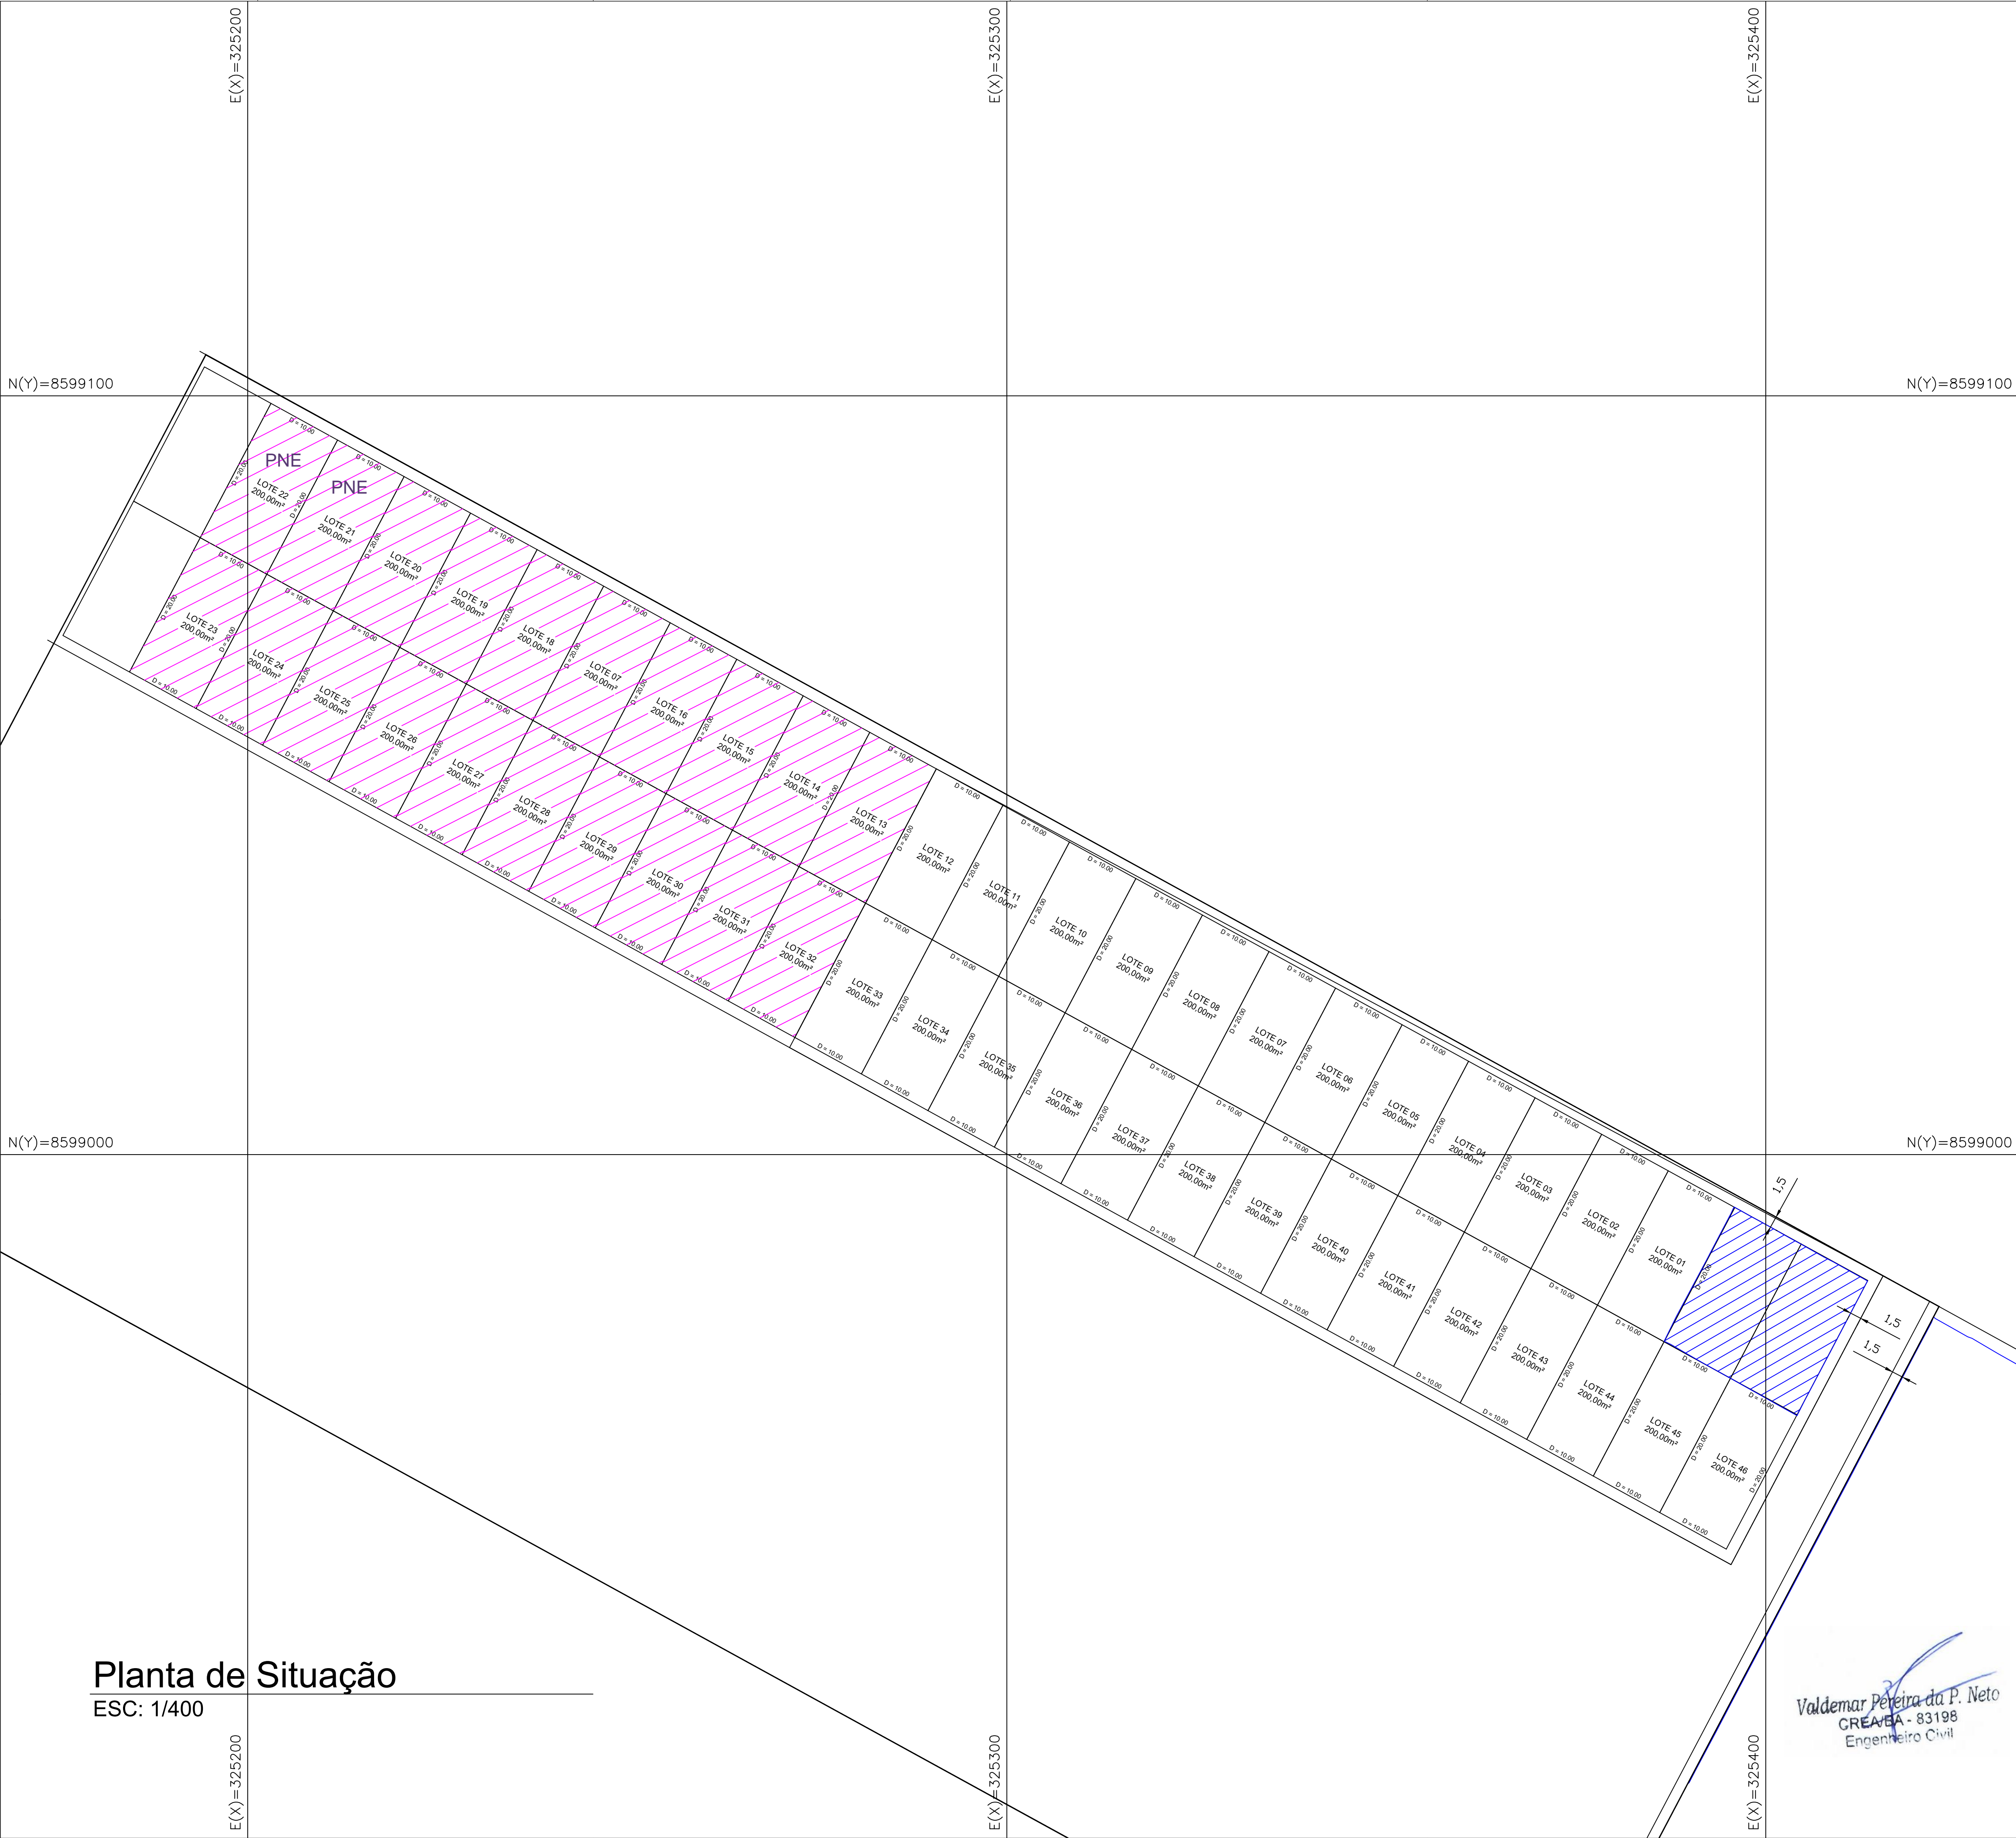 E(X)=325200
E(X)=325300
E(X)=325400
N(Y)=8599100
N(Y)=8599100
PNE
PNE
LOTE 22
200,00m²
LOTE 21
200,00m²
LOTE 20
200,00m²
LOTE 19
200,00m²
LOTE 18
200,00m²
LOTE 07
200,00m²
LOTE 16
200,00m²
LOTE 15
200,00m²
LOTE 14
200,00m²
LOTE 13
200,00m²
LOTE 12
200,00m²
LOTE 11
200,00m²
LOTE 10
200,00m²
LOTE 09
200,00m²
LOTE 08
200,00m²
LOTE 07
200,00m²
LOTE 06
200,00m²
LOTE 05
200,00m²
LOTE 04
200,00m²
LOTE 03
200,00m²
LOTE 02
200,00m²
LOTE 01
200,00m²
LOTE 23
200,00m²
LOTE 24
200,00m²
LOTE 25
200,00m²
LOTE 26
200,00m²
LOTE 27
200,00m²
LOTE 28
200,00m²
LOTE 29
200,00m²
LOTE 30
200,00m²
LOTE 31
200,00m²
LOTE 32
200,00m²
LOTE 33
200,00m²
LOTE 34
200,00m²
LOTE 35
200,00m²
LOTE 36
200,00m²
LOTE 37
200,00m²
LOTE 38
200,00m²
LOTE 39
200,00m²
LOTE 40
200,00m²
LOTE 41
200,00m²
LOTE 42
200,00m²
LOTE 43
200,00m²
LOTE 44
200,00m²
LOTE 45
200,00m²
LOTE 46
200,00m²
D = 10.00
D = 20.00
N(Y)=8599000
N(Y)=8599000
1,5
1,5
1,5
Planta de Situação
ESC: 1/400
Valdemar Pereira da P. Neto
CREA/BA - 83198
Engenheiro Civil
E(X)=325200
E(X)=325300
E(X)=325400